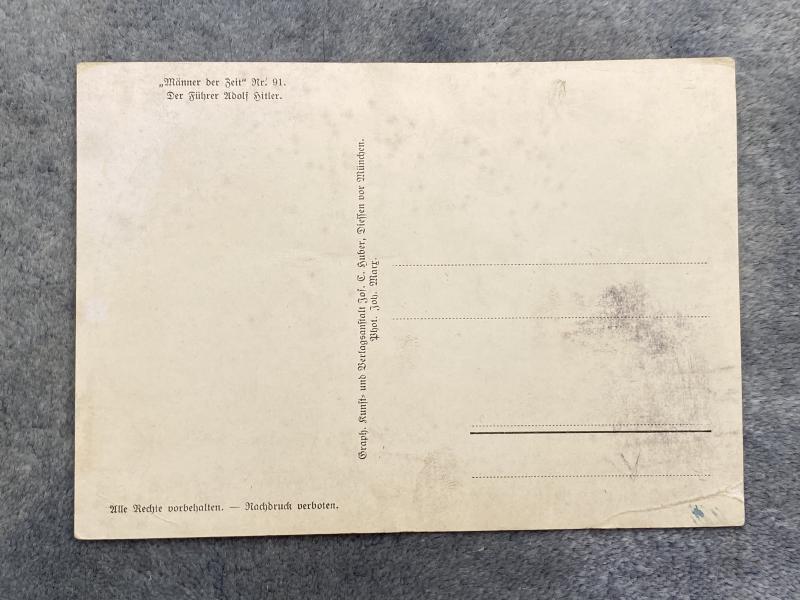 „Männer der Zeit“ Nr. 91.
Der Führer Adolf Hitler.
Graph. Kunst- und Verlagsanstalt Jos. C. Huber, Diessen vor München.
Phot. Joh. Marx.
Alle Rechte vorbehalten. — Nachdruck verboten.